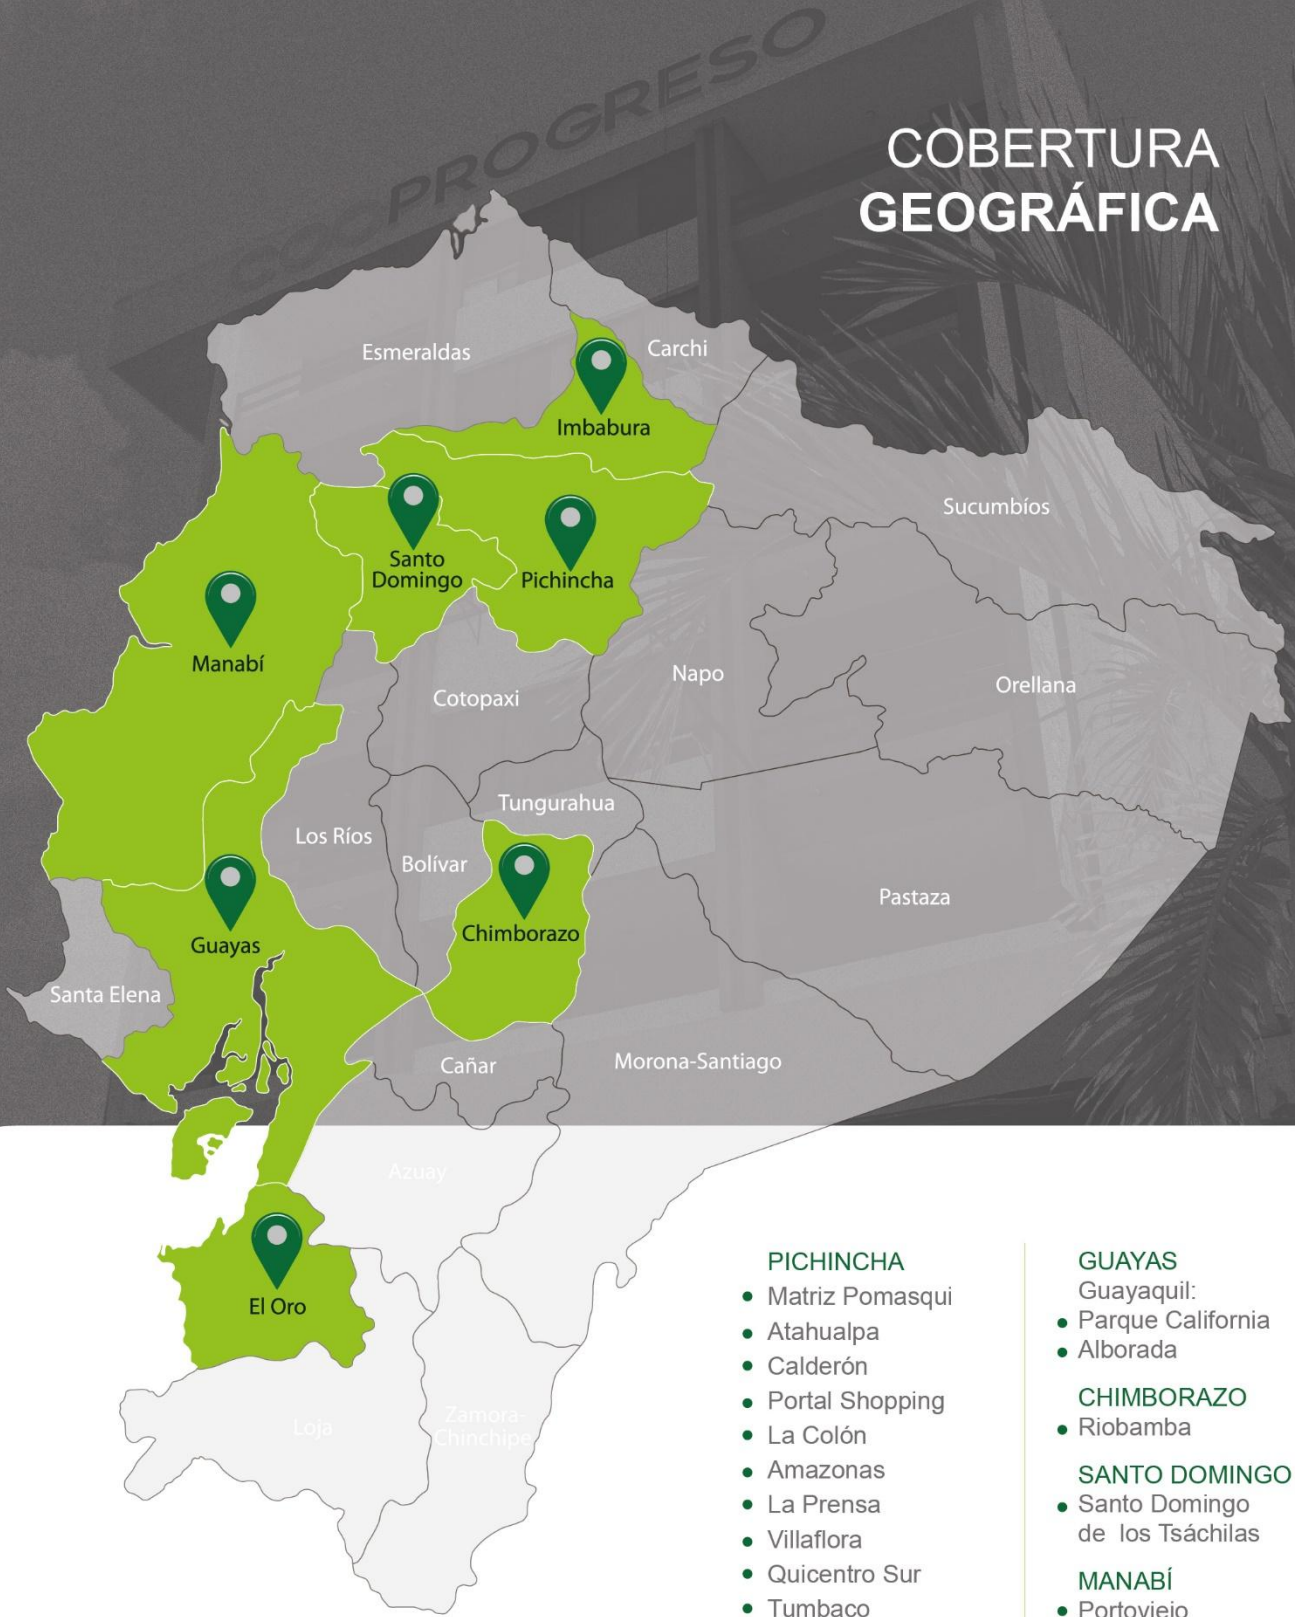 COOPROGRESO
COBERTURA
GEOGRÁFICA
Esmeraldas
Carchi
Imbabura
Sucumbíos
Santo
Domingo
Pichincha
Manabí
Napo
Orellana
Cotopaxi
Tungurahua
Los Ríos
Bolívar
Pastaza
Chimborazo
Guayas
Santa Elena
Cañar
Morona-Santiago
Azuay
El Oro
Loja
Zamora-
Chinchipe
PICHINCHA
Matriz Pomasqui
Atahualpa
Calderón
Portal Shopping
La Colón
Amazonas
La Prensa
Villaflora
Quicentro Sur
Tumbaco
GUAYAS
Guayaquil:
Parque California
Alborada
CHIMBORAZO
Riobamba
SANTO DOMINGO
Santo Domingo
de los Tsáchilas
MANABÍ
Portoviejo